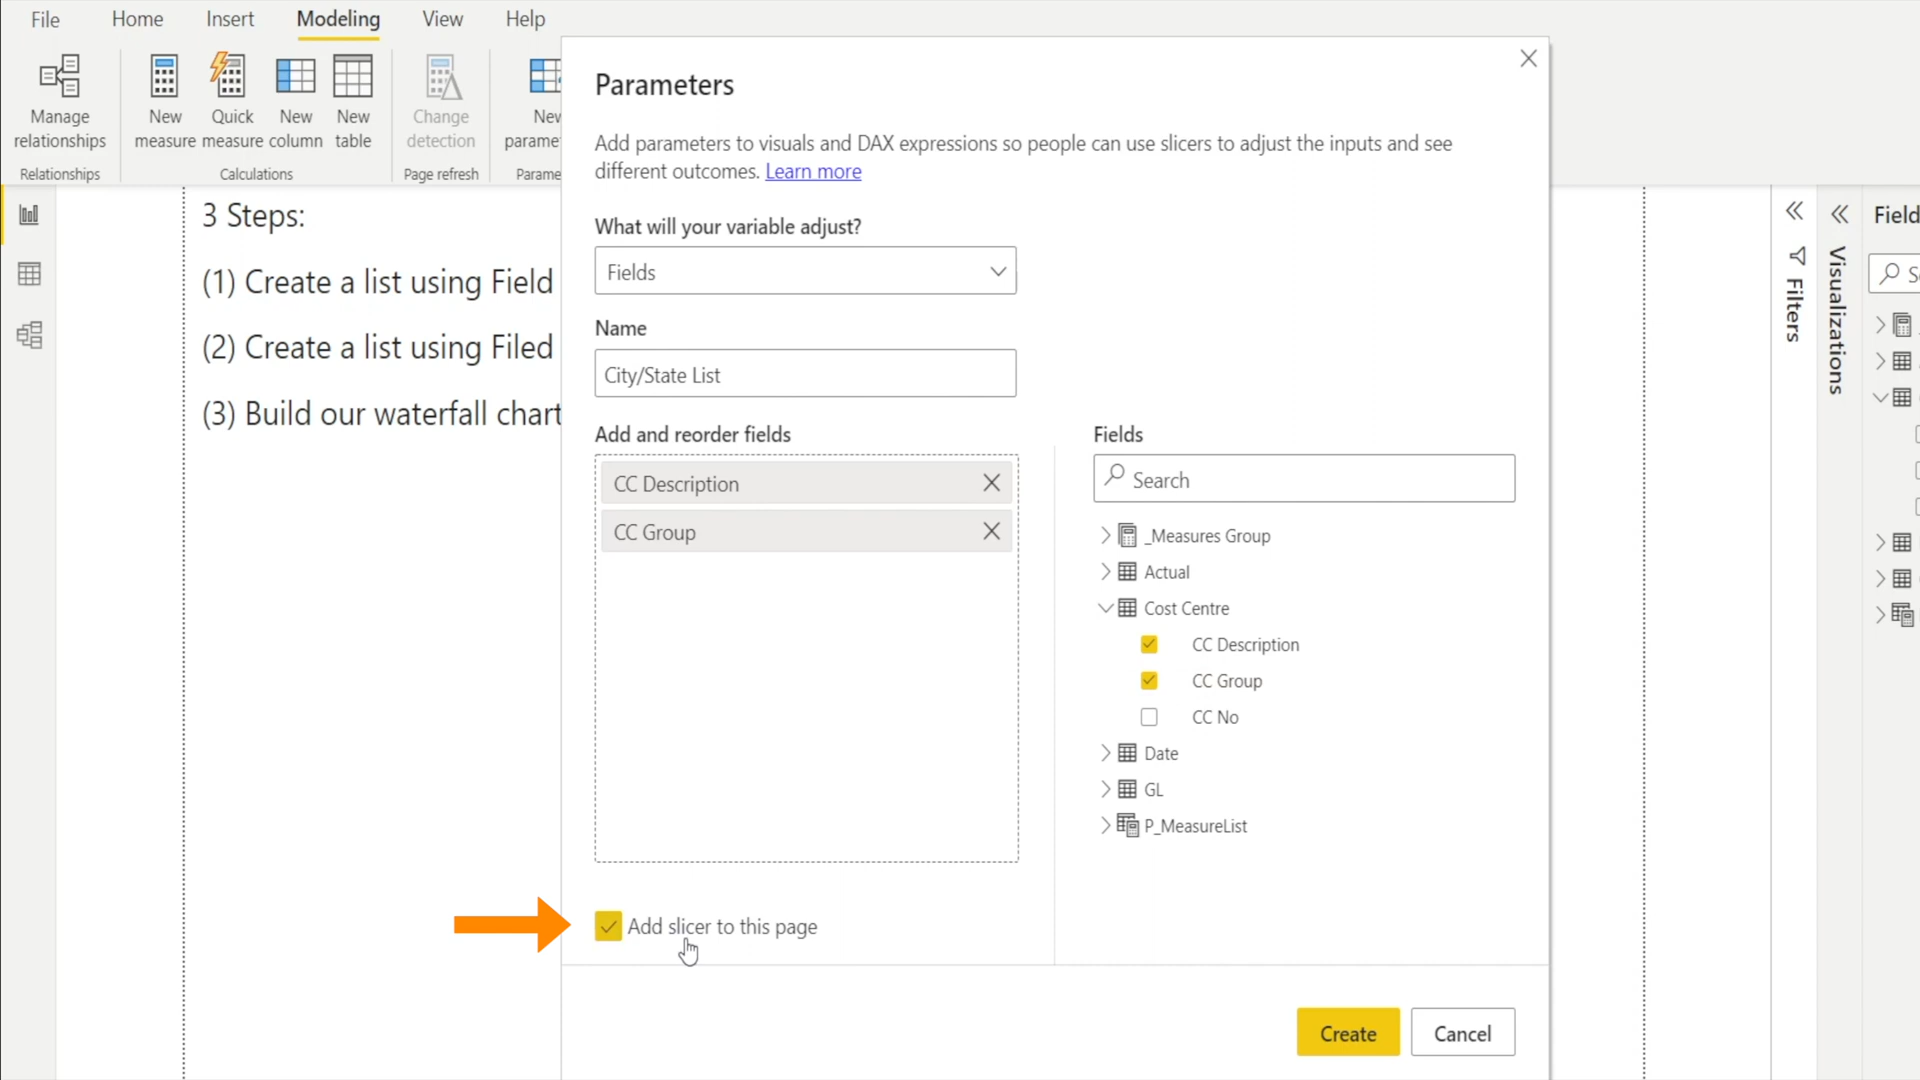 File Home Insert Modeling View Help
Manage relationships
New measure
Quick measure
New column
New table
Change detection
Relationships
Calculations
Page refresh
3 Steps:
(1) Create a list using Field
(2) Create a list using Filed
(3) Build our waterfall chart
Parameters
Add parameters to visuals and DAX expressions so people can use slicers to adjust the inputs and see
different outcomes. Learn more
What will your variable adjust?
Fields
Name
City/State List
Add and reorder fields
CC Description
CC Group
Add slicer to this page
Fields
Search
_Measures Group
Actual
Cost Centre
CC Description
CC Group
CC No
Date
GL
P_MeasureList
Create
Cancel
Filters
Visualizations